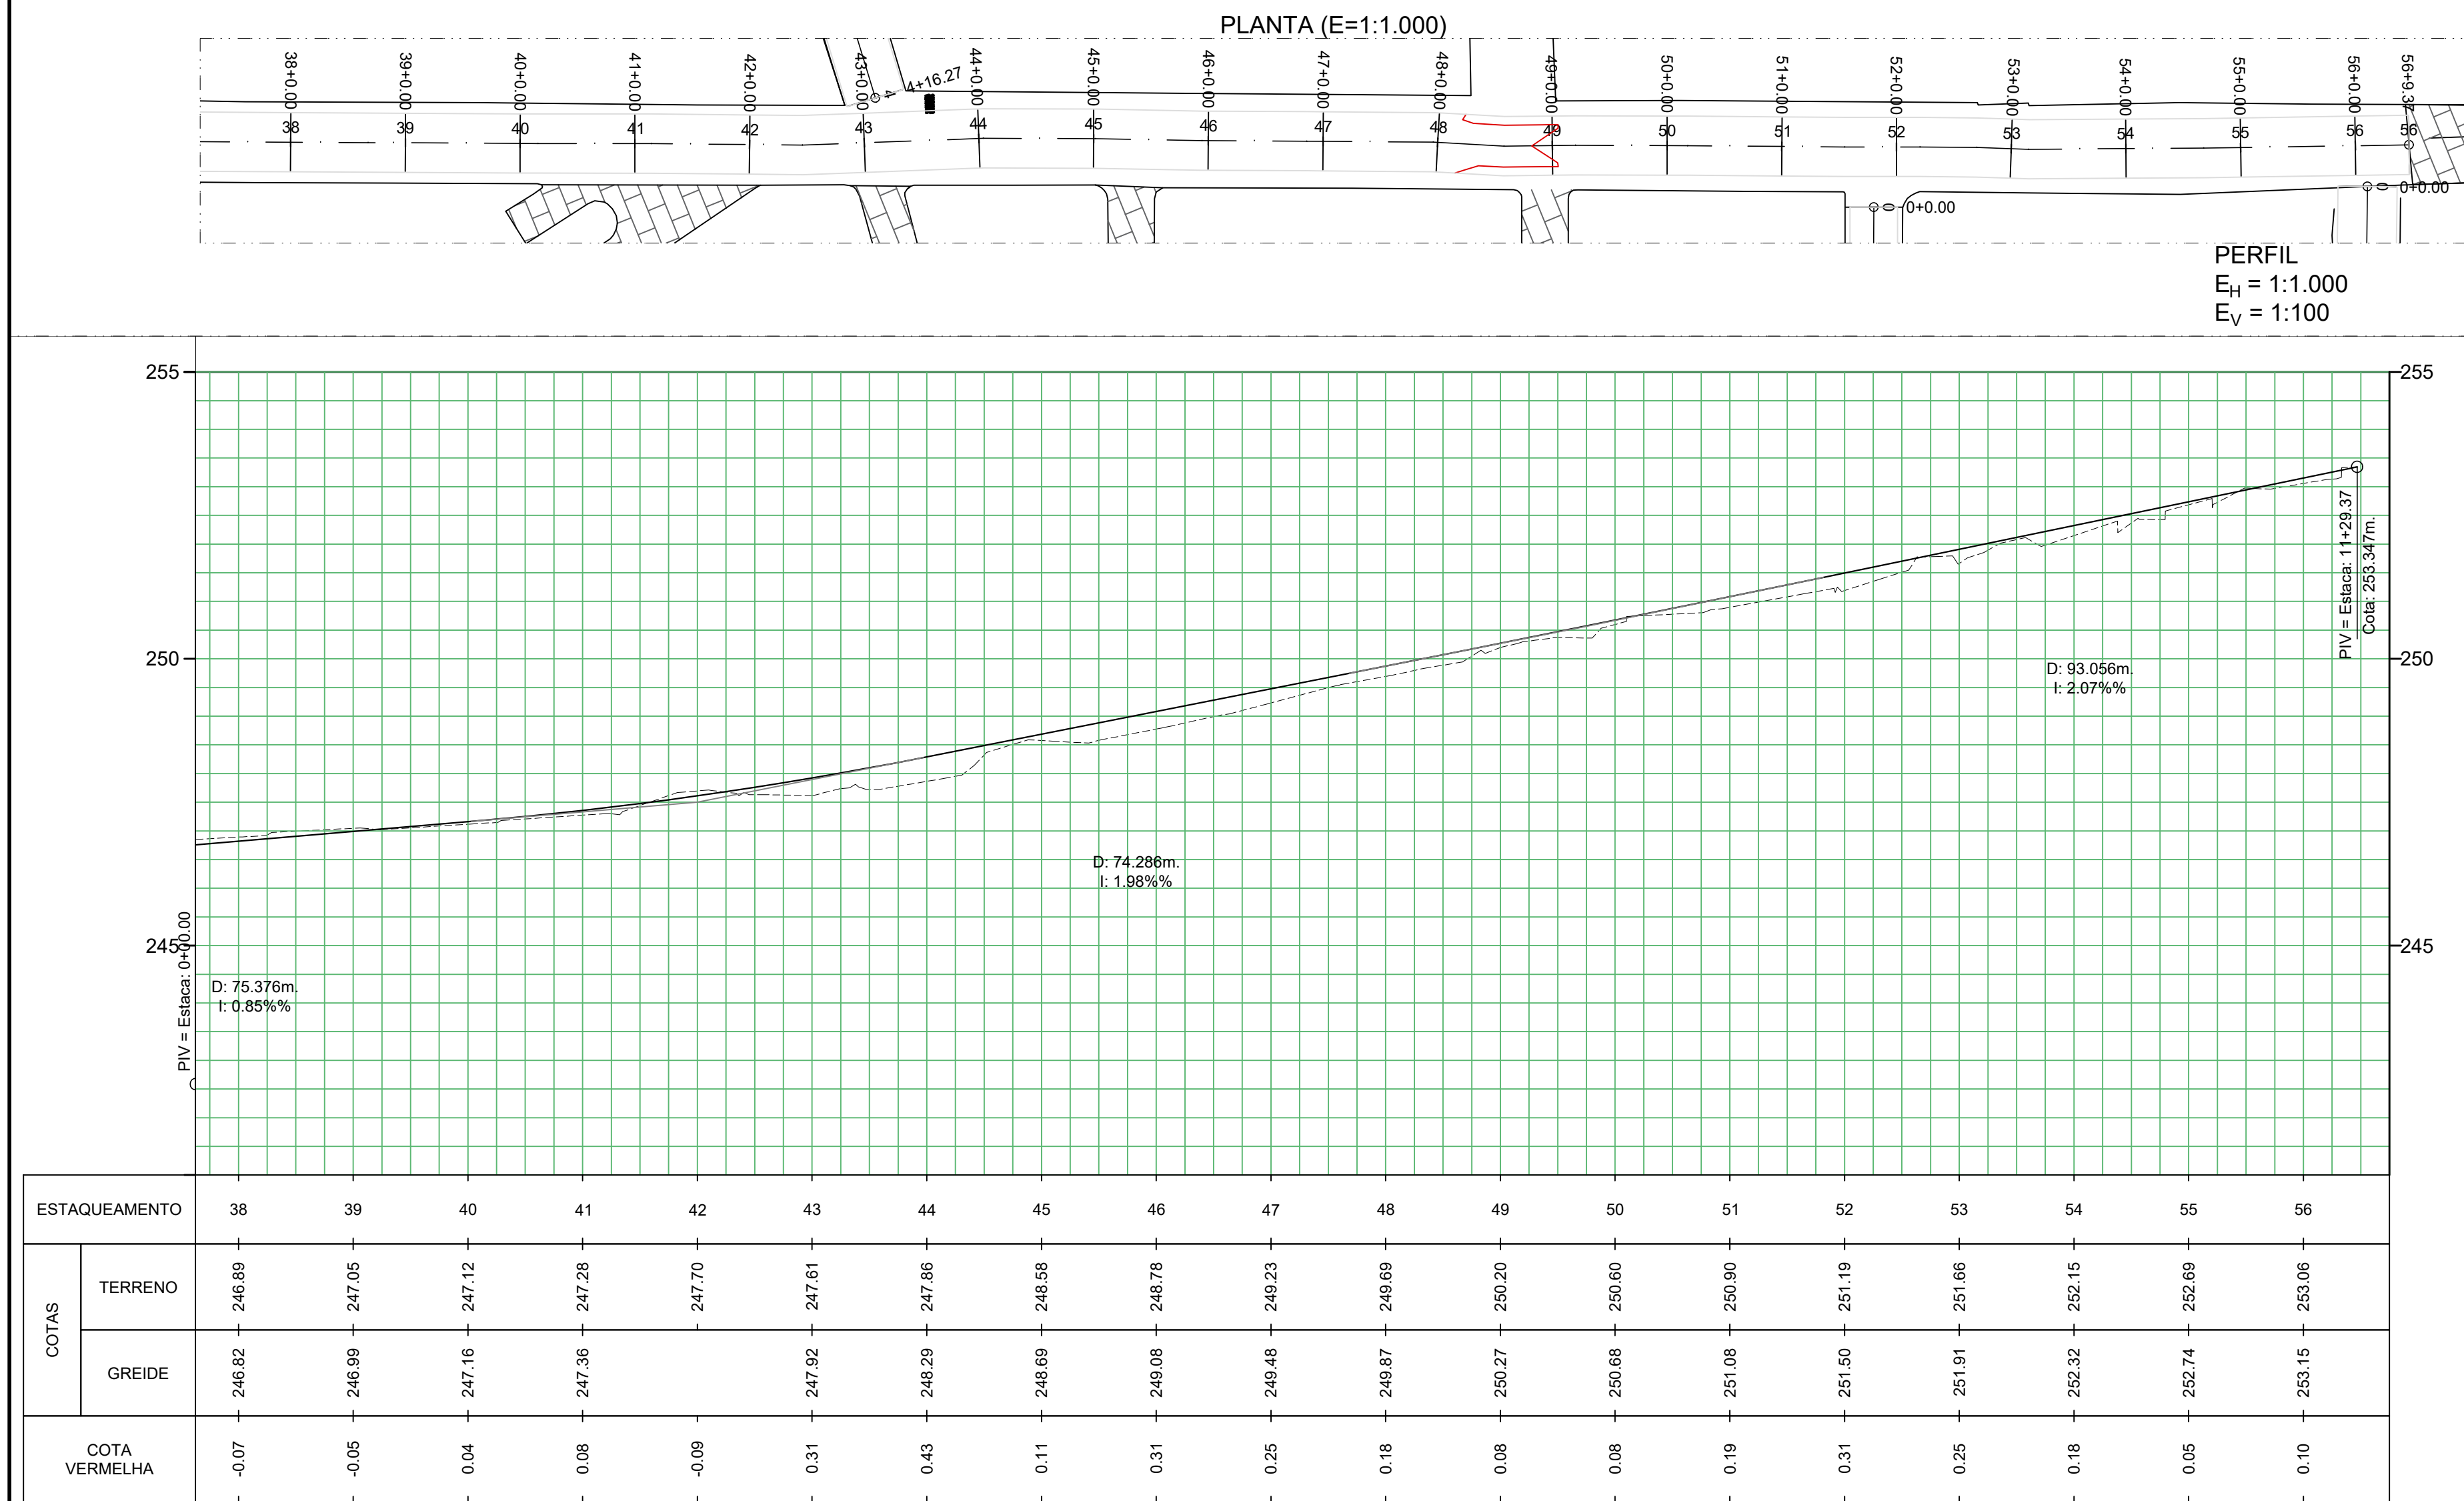 PLANTA (E=1:1.000)
38+0.00 39+0.00 40+0.00 41+0.00 42+0.00 43+0.00 4 4+16.27 44+0.00 45+0.00 46+0.00 47+0.00 48+0.00 49+0.00 50+0.00 51+0.00 52+0.00 53+0.00 54+0.00 55+0.00 56+0.00 56+9.37
38 39 40 41 42 43 44 45 46 47 48 49 50 51 52 53 54 55 56 56
0 0+0.00
0 0+0.00
PERFIL
EH = 1:1.000
EV = 1:100
255 255
PIV = Estaca: 11+29.37
Cota: 253.347m.
250 250
D: 93.056m.
I: 2.07%%
D: 74.286m.
I: 1.98%%
245 245
PIV = Estaca: 0+00.00
D: 75.376m.
I: 0.85%%
ESTAQUEAMENTO 38 39 40 41 42 43 44 45 46 47 48 49 50 51 52 53 54 55 56
COTAS
TERRENO 246.89 247.05 247.12 247.28 247.70 247.61 247.86 248.58 248.78 249.23 249.69 250.20 250.60 250.90 251.19 251.66 252.15 252.69 253.06
GREIDE 246.82 246.99 247.16 247.36 247.92 248.29 248.69 249.08 249.48 249.87 250.27 250.68 251.08 251.50 251.91 252.32 252.74 253.15
COTA
VERMELHA -0.07 -0.05 0.04 0.08 -0.09 0.31 0.43 0.11 0.31 0.25 0.18 0.08 0.08 0.19 0.31 0.25 0.18 0.05 0.10